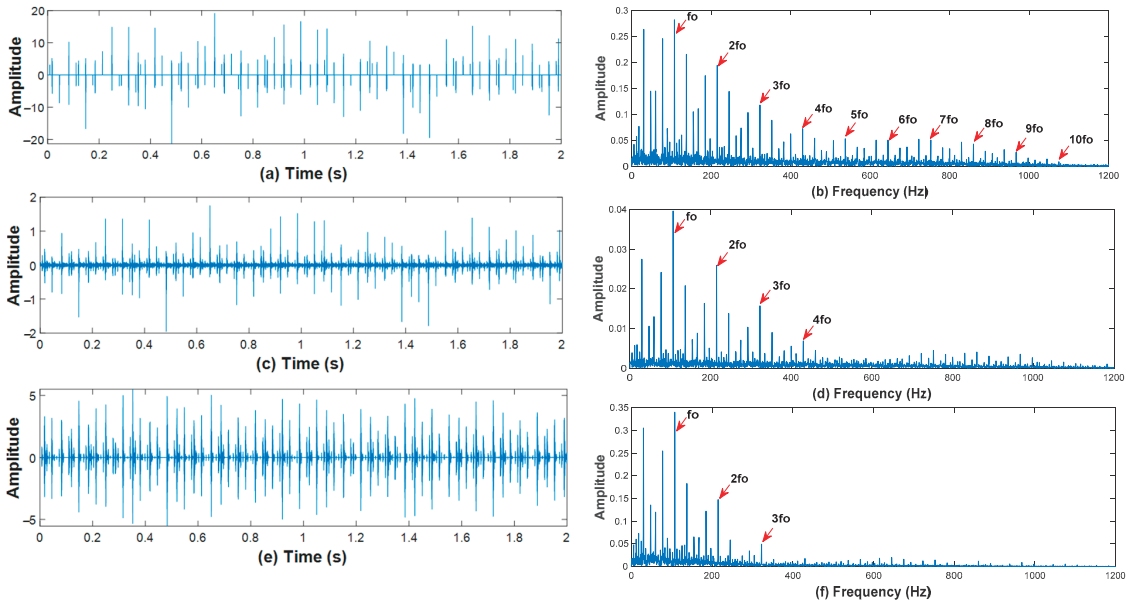 20
10
0
−10
−20
Amplitude
0 0.2 0.4 0.6 0.8 1 1.2 1.4 1.6 1.8 2
(a) Time (s)
0.3
0.25
0.2
0.15
0.1
0.05
0
Amplitude
fo
2fo
3fo
4fo
5fo
6fo
7fo
8fo
9fo
10fo
0 200 400 600 800 1000 1200
(b) Frequency (Hz)
2
1
0
−1
−2
Amplitude
0 0.2 0.4 0.6 0.8 1 1.2 1.4 1.6 1.8 2
(c) Time (s)
0.04
0.03
0.02
0.01
0
Amplitude
fo
2fo
3fo
4fo
0 200 400 600 800 1000 1200
(d) Frequency (Hz)
5
0
−5
Amplitude
0 0.2 0.4 0.6 0.8 1 1.2 1.4 1.6 1.8 2
(e) Time (s)
0.35
0.3
0.25
0.2
0.15
0.1
0.05
0
Amplitude
fo
2fo
3fo
0 200 400 600 800 1000 1200
(f) Frequency (Hz)